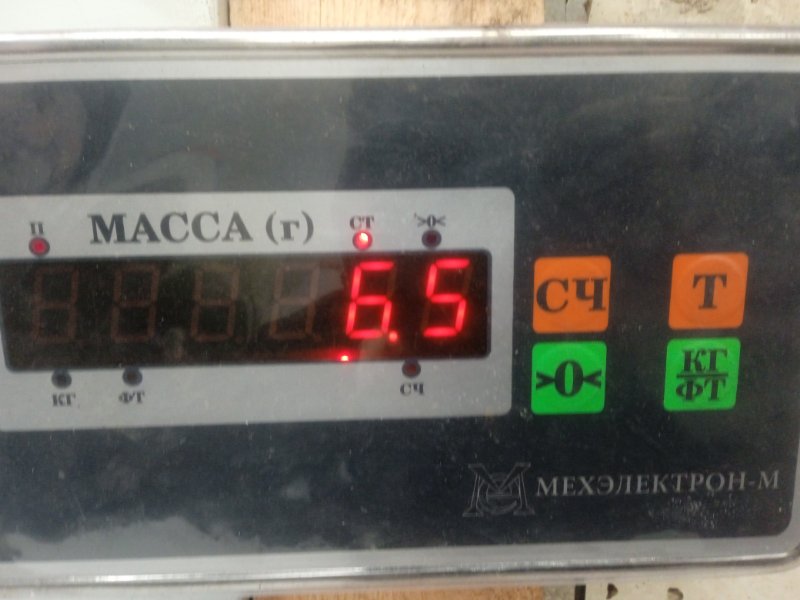 П МАССА (г) СТ >0<
6.5
КГ ФТ СЧ
СЧ Т
>0< КГ/ФТ
МЕХЭЛЕКТРОН-М